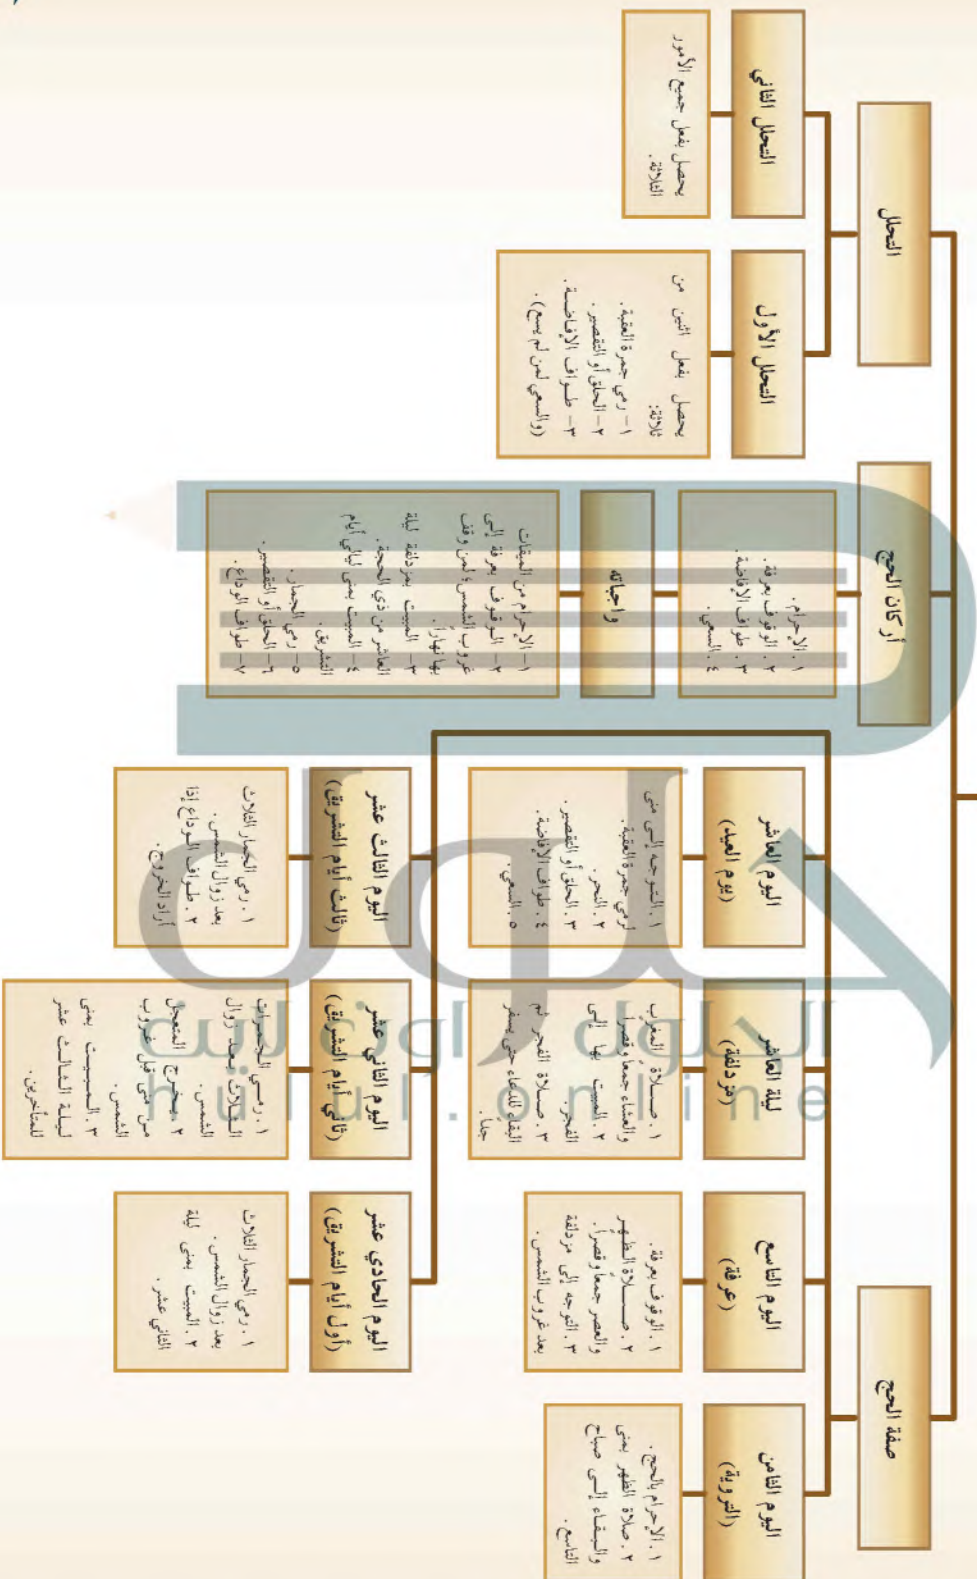 صفة الحج
اليوم الثامن
(التروية)
١. الإحرام بالحج.
٢. صلاة الظهر بمنى
والبقاء إلى صباح
التاسع.
اليوم التاسع
(عرفة)
١. الوقوف بعرفة.
٢. صلاة الظهر
والعصر جمعاً وقصراً.
٣. التوجه إلى مزدلفة
بعد غروب الشمس.
ليلة العاشر
(مزدلفة)
١. صلاة المغرب
والعشاء جمعاً وقصراً.
٢. المبيت بها إلى
الفجر.
٣. صلاة الفجر ثم
البقاء للدعاء حتى يسفر
جداً.
اليوم العاشر
(يوم العيد)
١. التوجه إلى منى
لرمي جمرة العقبة.
٢. النحر.
٣. الحلق أو التقصير.
٤. طواف الإفاضة.
٥. السعي.
اليوم الحادي عشر
(أول أيام التشريق)
١. رمي الجمار الثلاث
بعد زوال الشمس.
٢. المبيت بمنى ليلة
الثاني عشر.
اليوم الثاني عشر
(ثاني أيام التشريق)
١. رمي الجمرات
الثلاث بعد زوال
الشمس.
٢. يخرج المتعجل
من منى قبل غروب
الشمس.
٣. المبيت بمنى
ليلة الثالث عشر
للمتأخرين.
اليوم الثالث عشر
(ثالث أيام التشريق)
١. رمي الجمار الثلاث
بعد زوال الشمس.
٢. طواف الوداع إذا
أراد الخروج.
أركان الحج
١. الإحرام.
٢. الوقوف بعرفة.
٣. طواف الإفاضة.
٤. السعي.
واجباته
١- الإحرام من الميقات
٢- الوقوف بعرفة إلى
غروب الشمس؛ لمن وقف
بها نهاراً.
٣- المبيت بمزدلفة ليلة
العاشر من ذي الحجة.
٤- المبيت بمنى ليالي أيام
التشريق.
٥- رمي الجمار.
٦- الحلق أو التقصير.
٧- طواف الوداع.
التحلل
التحلل الأول
يحصل بفعل اثنين من
ثلاثة:
١- رمي جمرة العقبة.
٢- الحلق أو التقصير.
٣- طواف الإفاضة.
(والسعي لمن لم يسع).
التحلل الثاني
يحصل بفعل جميع الأمور
الثلاثة.
حلول
الحلول اون لاين
hulul.online